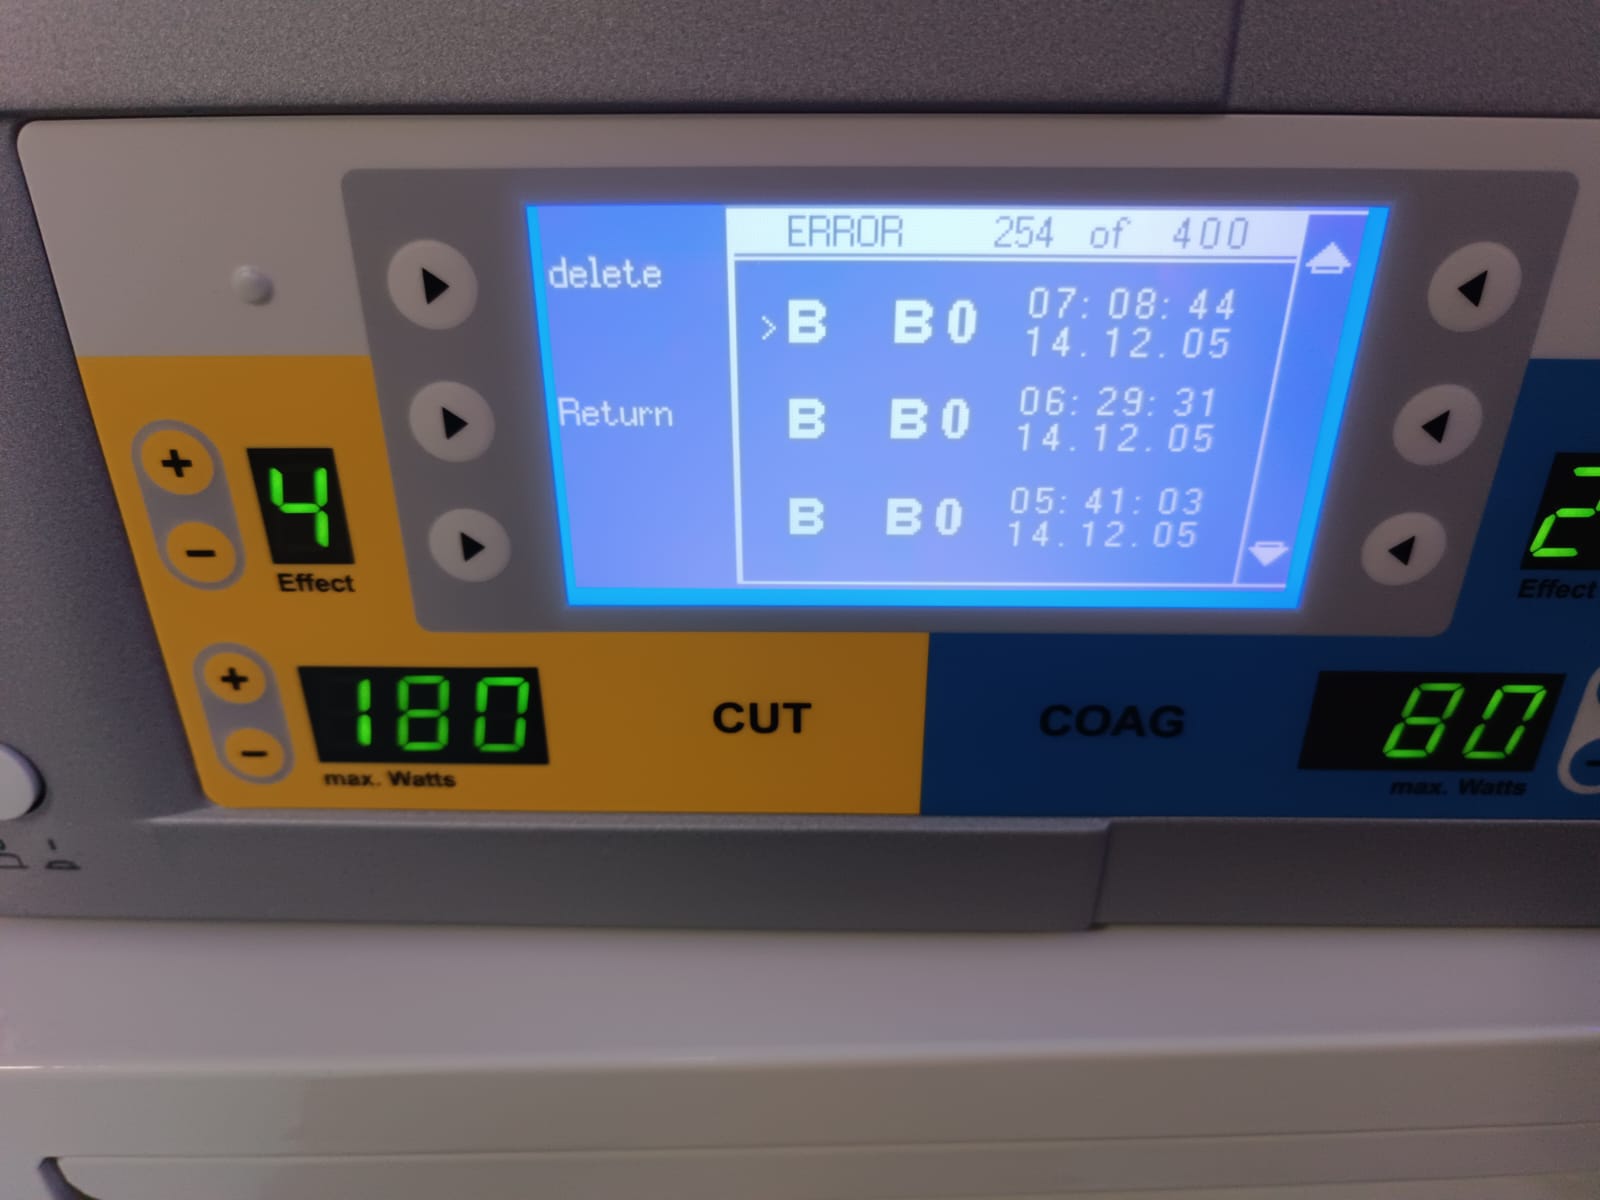 ERROR 254 of 400
delete
> B B0 07:08:44
14.12.05
Return
B B0 06:29:31
14.12.05
B B0 05:41:03
14.12.05
+
4
-
Effect
Effect
+
180
-
max. Watts
CUT
COAG
80
max. Watts